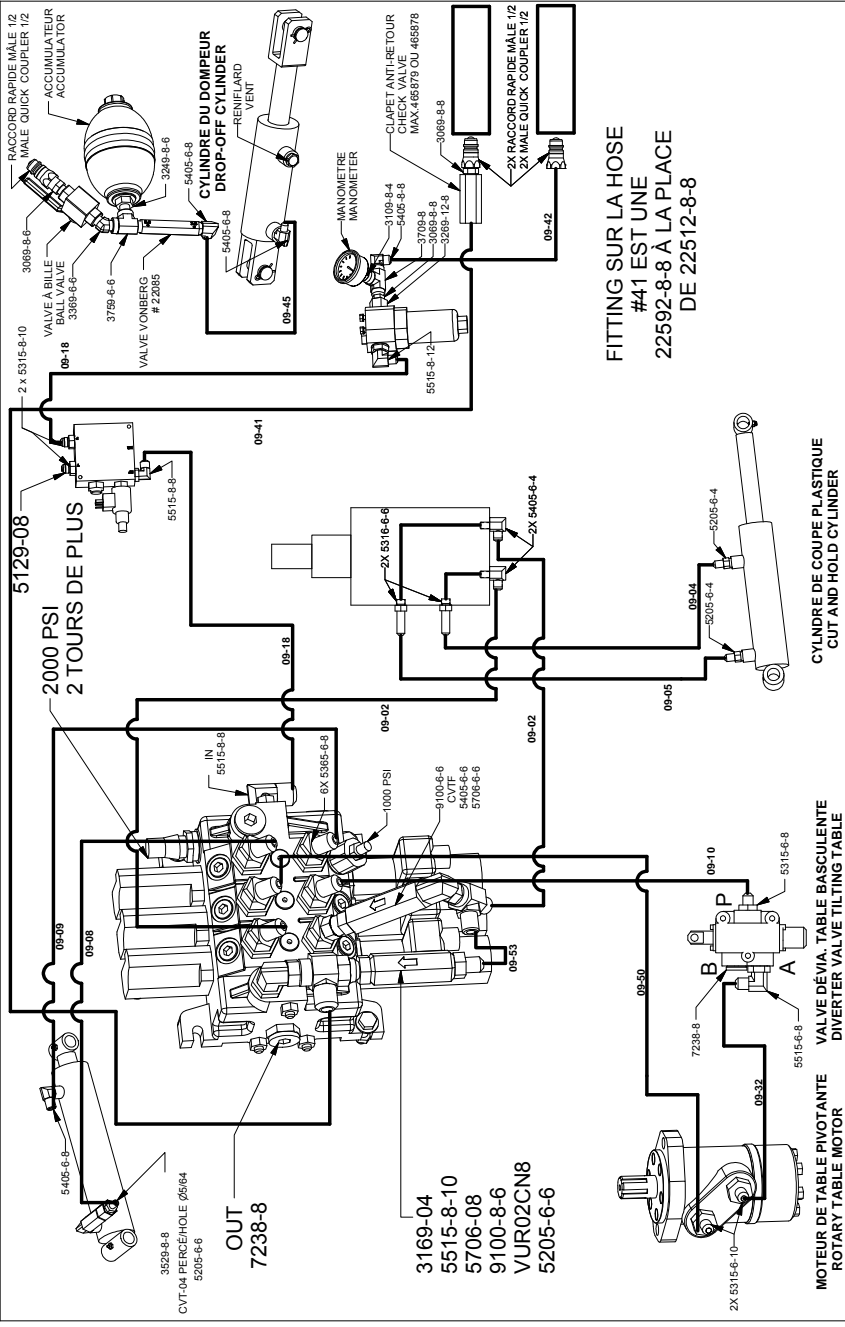 RACCORD RAPIDE MÂLE 1/2
MALE QUICK COUPLER 1/2
ACCUMULATEUR
ACCUMULATOR
3069-8-6
VALVE À BILLE
BALL VALVE
3369-6-6
3249-8-6
3759-6-6
VALVE VONBERG
# 22085
5405-6-8
CYLINDRE DU DOMPEUR
DROP-OFF CYLINDER
RENIFLARD
VENT
5405-6-8
09-45
2 x 5315-8-10
09-18
5129-08
5515-8-8
09-41
MANOMETRE
MANOMETER
3109-8-4
5405-8-8
3709-8
3069-8-8
3269-12-8
5515-8-12
CLAPET ANTI-RETOUR
CHECK VALVE
MAX.465879 OU 465878
3069-8-8
2X RACCORD RAPIDE MÂLE 1/2
2X MALE QUICK COUPLER 1/2
09-42
FITTING SUR LA HOSE
#41 EST UNE
22592-8-8 À LA PLACE
DE 22512-8-8
2000 PSI
2 TOURS DE PLUS
09-18
IN
5515-8-8
6X 5365-6-8
1000 PSI
9100-6-6
CVTF
5405-6-6
5706-6-6
09-02
09-02
2X 5316-6-6
2X 5405-6-4
09-04
09-05
5205-6-4
5205-6-4
CYLNDRE DE COUPE PLASTIQUE
CUT AND HOLD CYLINDER
09-09
09-08
5405-6-8
3529-8-8
CVT-04 PERCÉ/HOLE Ø5/64
5205-6-6
OUT
7238-8
3169-04
5515-8-10
5706-08
9100-8-6
VUR02CN8
5205-6-6
09-53
09-10
09-50
09-32
P
B
A
5315-6-8
7238-8
5515-6-8
VALVE DÉVIA. TABLE BASCULENTE
DIVERTER VALVE TILTING TABLE
2X 5315-6-10
MOTEUR DE TABLE PIVOTANTE
ROTARY TABLE MOTOR